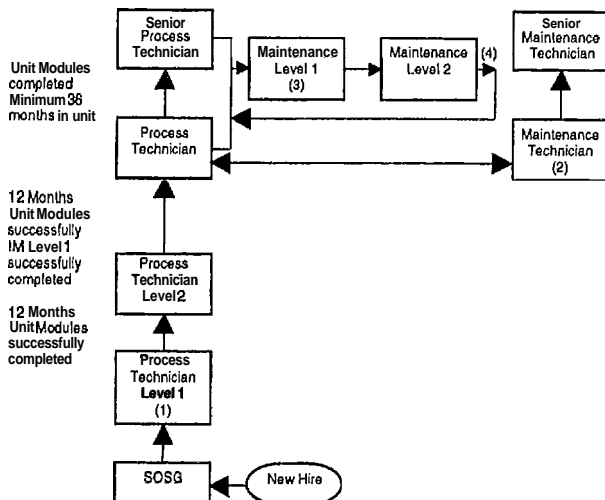 Senior
Process
Technician
Maintenance
Level 1
(3)
Maintenance
Level 2
(4)
Senior
Maintenance
Technician
Unit Modules
completed
Minimum 36
months in unit
Process
Technician
Maintenance
Technician
(2)
12 Months
Unit Modules
successfully
IM Level 1
successfully
completed
Process
Technician
Level 2
12 Months
Unit Modules
successfully
completed
Process
Technician
Level 1
(1)
SOSG
New Hire